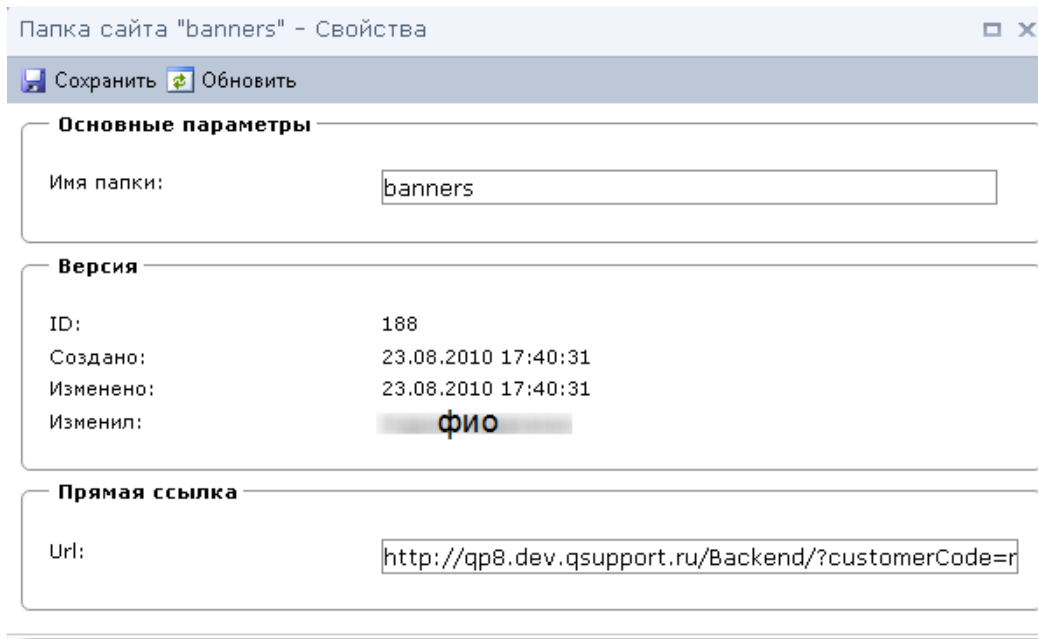 Папка сайта "banners" - Свойства
Сохранить Обновить
Основные параметры
Имя папки: banners
Версия
ID: 188
Создано: 23.08.2010 17:40:31
Изменено: 23.08.2010 17:40:31
Изменил: фио
Прямая ссылка
Url: http://qp8.dev.qsupport.ru/Backend/?customerCode=r